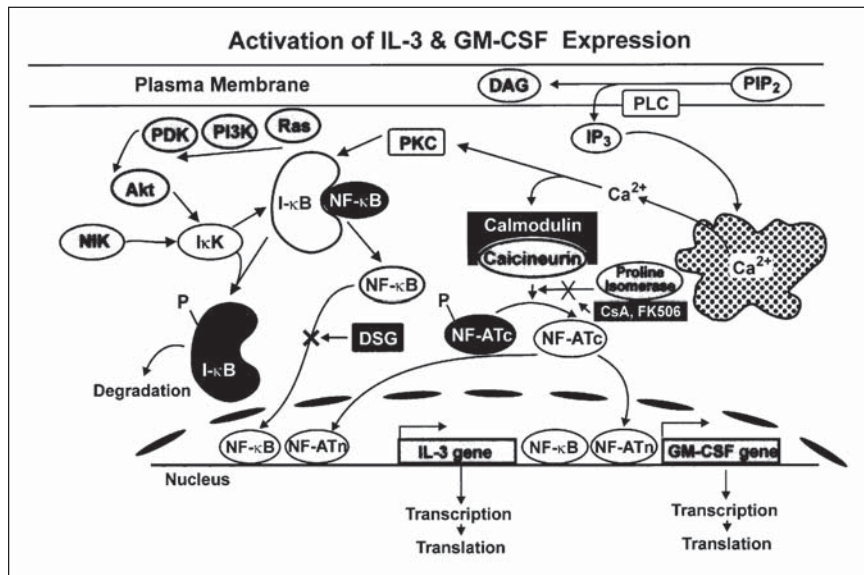 Activation of IL-3 & GM-CSF Expression
Plasma Membrane
DAG
PIP₂
PLC
PDK
PI3K
Ras
PKC
IP₃
Akt
I-κB
NF-κB
Ca²⁺
Calmodulin
Calcineurin
NIK
IκK
Proline
Isomerase
Ca²⁺
NF-κB
P
P
CsA, FK506
DSG
NF-ATc
NF-ATc
I-κB
Degradation
NF-κB
NF-ATn
IL-3 gene
NF-κB
NF-ATn
GM-CSF gene
Nucleus
Transcription
Transcription
Translation
Translation